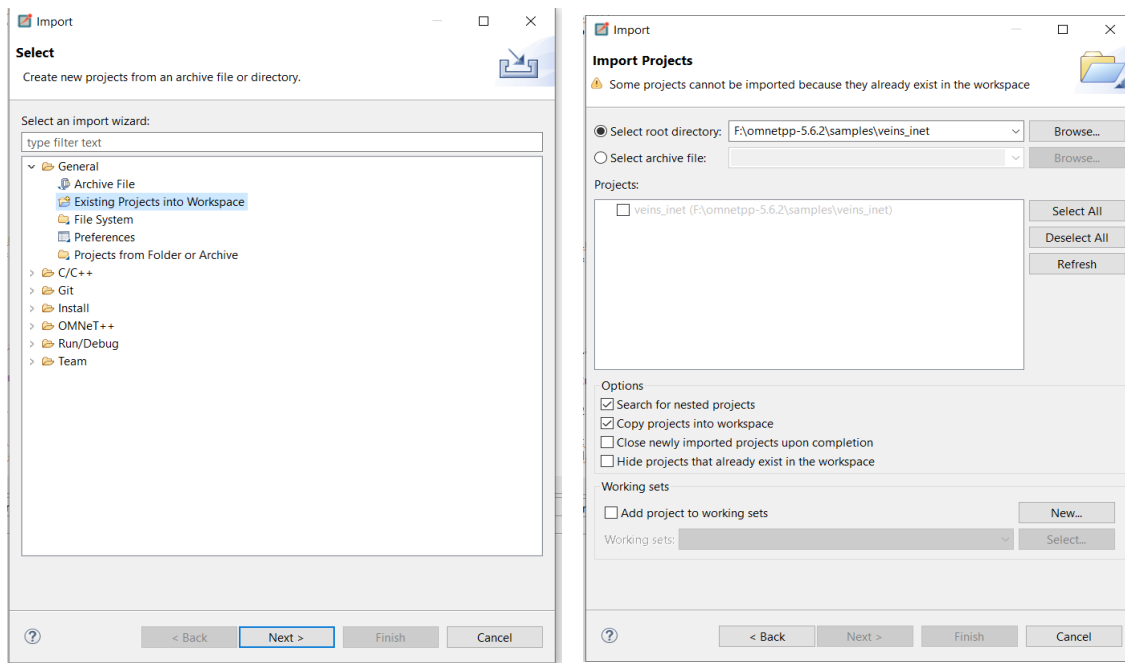 Import
Select
Create new projects from an archive file or directory.
Select an import wizard:
type filter text
General
Archive File
Existing Projects into Workspace
File System
Preferences
Projects from Folder or Archive
C/C++
Git
Install
OMNeT++
Run/Debug
Team
< Back Next > Finish Cancel
Import
Import Projects
Some projects cannot be imported because they already exist in the workspace
Select root directory: F:\omnetpp-5.6.2\samples\veins_inet Browse...
Select archive file: Browse...
Projects:
veins_inet (F:\omnetpp-5.6.2\samples\veins_inet)
Select All
Deselect All
Refresh
Options
Search for nested projects
Copy projects into workspace
Close newly imported projects upon completion
Hide projects that already exist in the workspace
Working sets
Add project to working sets New...
Working sets: Select...
< Back Next > Finish Cancel